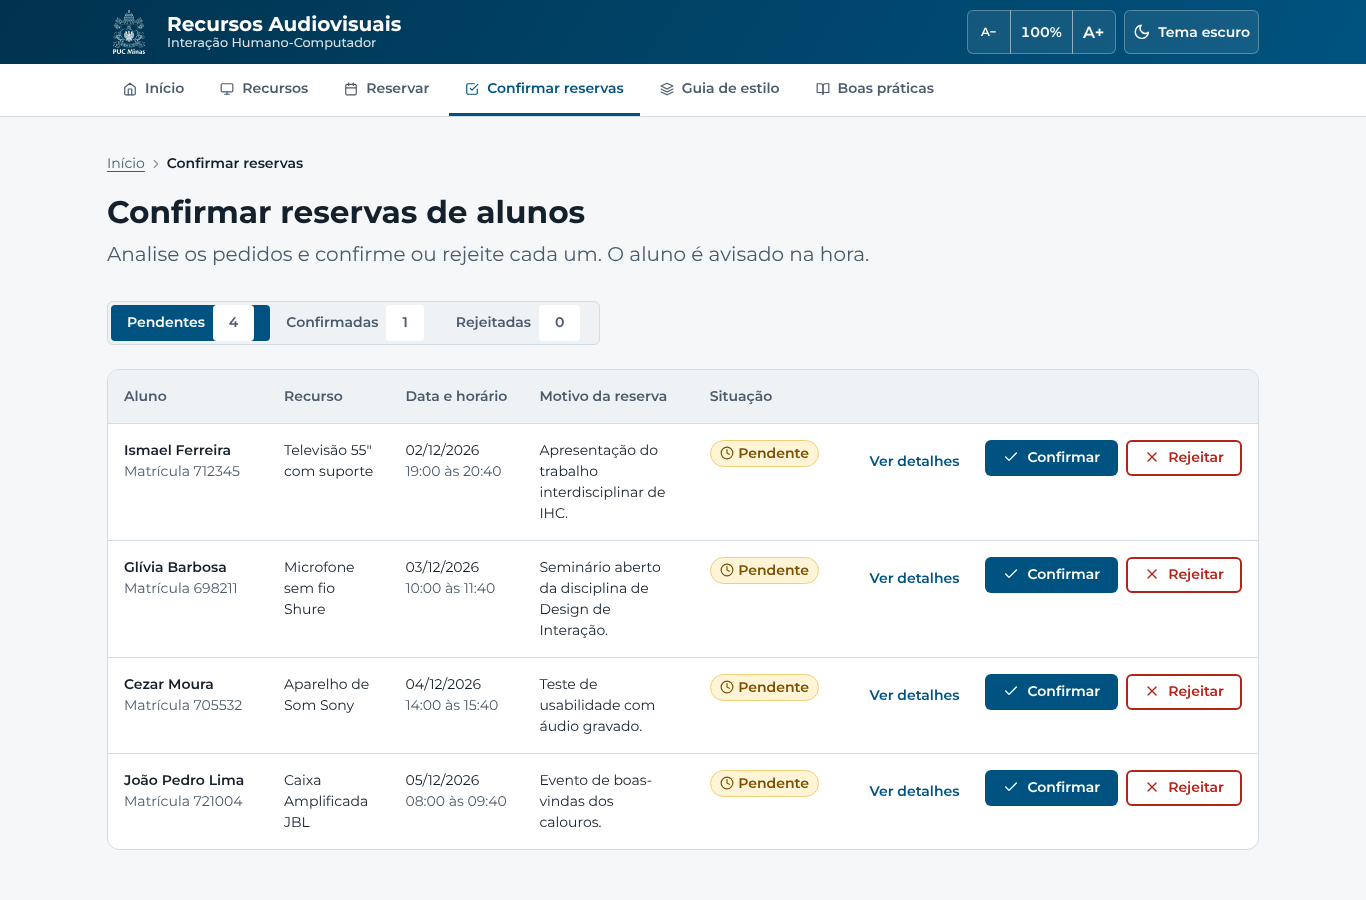 PUC Minas
Recursos Audiovisuais
Interação Humano-Computador
A−
100%
A+
Tema escuro
Início
Recursos
Reservar
Confirmar reservas
Guia de estilo
Boas práticas
Início > Confirmar reservas
Confirmar reservas de alunos
Analise os pedidos e confirme ou rejeite cada um. O aluno é avisado na hora.
Pendentes 4
Confirmadas 1
Rejeitadas 0
Aluno
Recurso
Data e horário
Motivo da reserva
Situação
Ismael Ferreira
Matrícula 712345
Televisão 55"
com suporte
02/12/2026
19:00 às 20:40
Apresentação do
trabalho
interdisciplinar de
IHC.
Pendente
Ver detalhes
Confirmar
Rejeitar
Glívia Barbosa
Matrícula 698211
Microfone
sem fio
Shure
03/12/2026
10:00 às 11:40
Seminário aberto
da disciplina de
Design de
Interação.
Pendente
Ver detalhes
Confirmar
Rejeitar
Cezar Moura
Matrícula 705532
Aparelho de
Som Sony
04/12/2026
14:00 às 15:40
Teste de
usabilidade com
áudio gravado.
Pendente
Ver detalhes
Confirmar
Rejeitar
João Pedro Lima
Matrícula 721004
Caixa
Amplificada
JBL
05/12/2026
08:00 às 09:40
Evento de boas-
vindas dos
calouros.
Pendente
Ver detalhes
Confirmar
Rejeitar